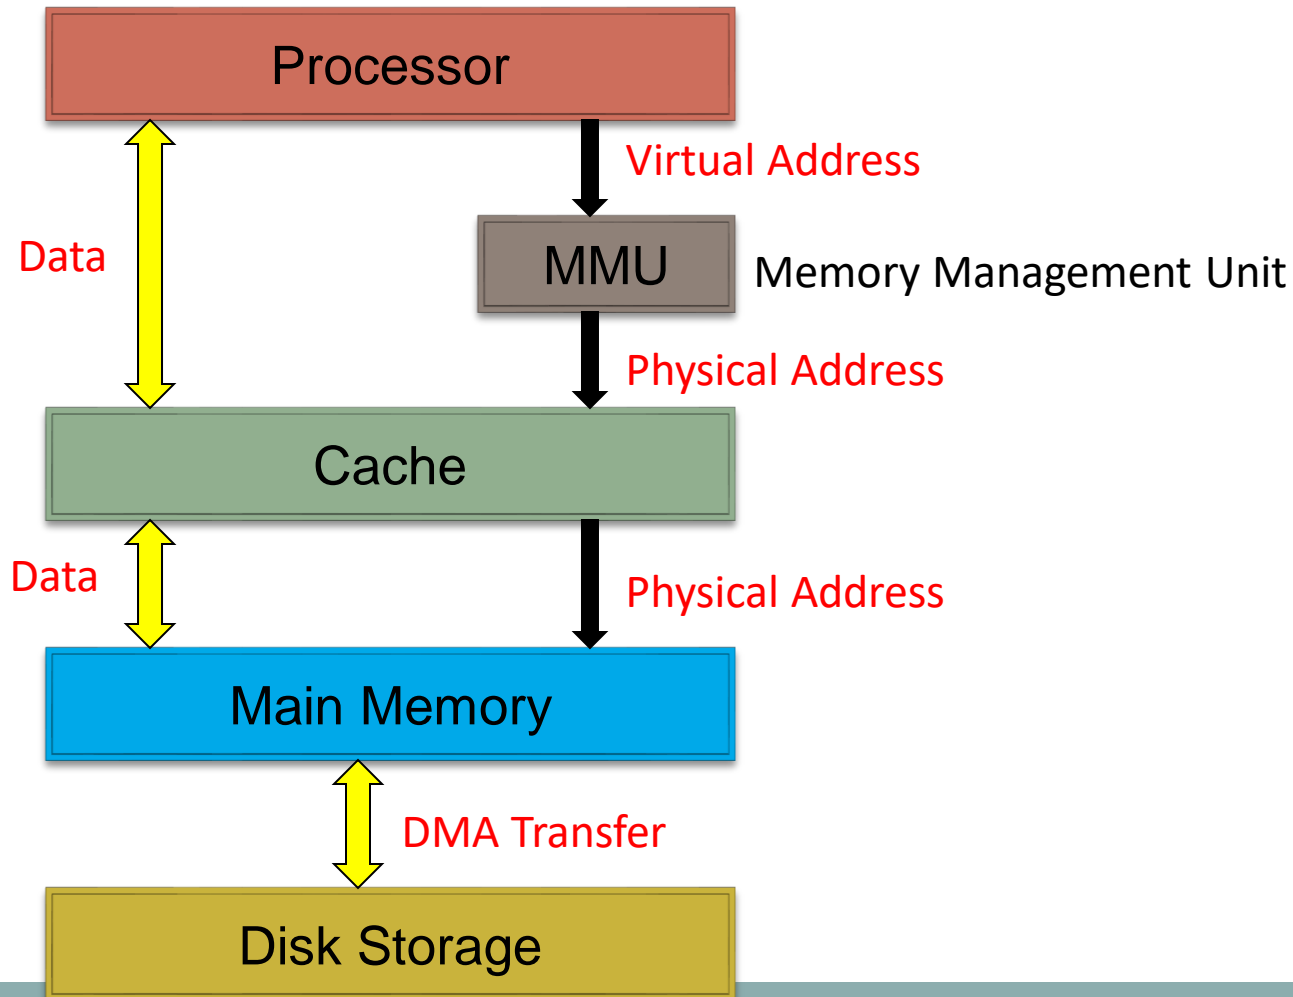 Processor
Virtual Address
Data
MMU
Memory Management Unit
Physical Address
Cache
Data
Physical Address
Main Memory
DMA Transfer
Disk Storage